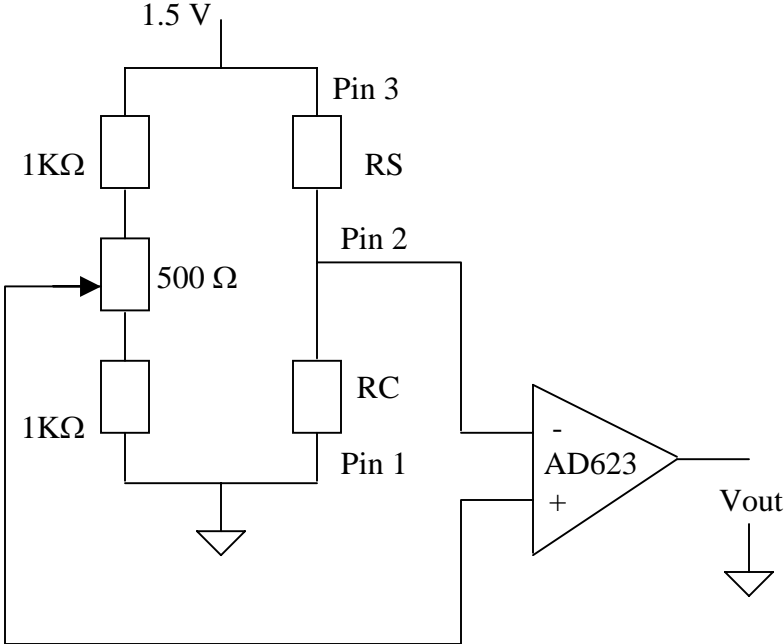 1.5 V
Pin 3
1KΩ
RS
Pin 2
500 Ω
RC
1KΩ
Pin 1
-
AD623
+
Vout